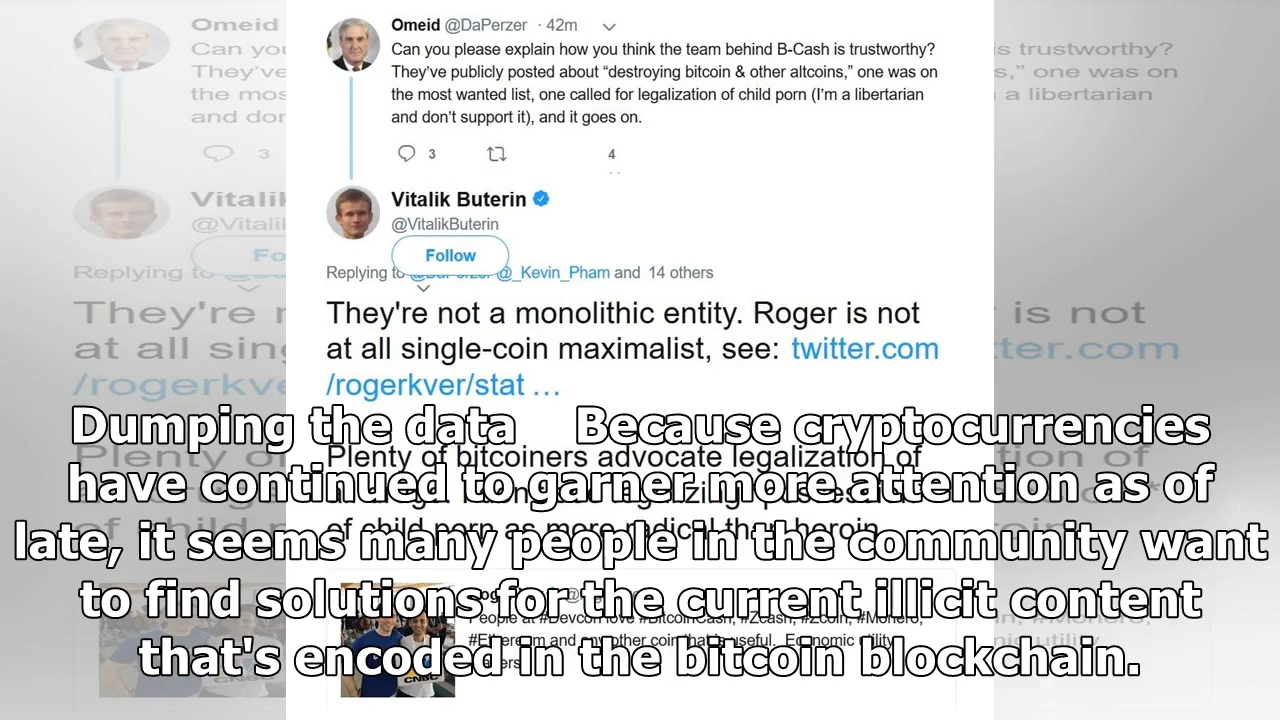 Omeid @DaPerzer · 42m
Can you please explain how you think the team behind B-Cash is trustworthy?
They've publicly posted about “destroying bitcoin & other altcoins,” one was on
the most wanted list, one called for legalization of child porn (I'm a libertarian
and don't support it), and it goes on.
3 4
Vitalik Buterin
@VitalikButerin
Follow
Replying to @DaPerzer @_Kevin_Pham and 14 others
They're not a monolithic entity. Roger is not
at all single-coin maximalist, see: twitter.com
/rogerkver/stat …
Plenty of bitcoiners advocate legalization of
of child porn as more radical than heroin
People at #Devcon love #BitcoinCash, #Zcash, #Zcoin, #Monero,
#Ethereum and any other coin that's useful. Economic utility
Dumping the data Because cryptocurrencies
have continued to garner more attention as of
late, it seems many people in the community want
to find solutions for the current illicit content
that's encoded in the bitcoin blockchain.